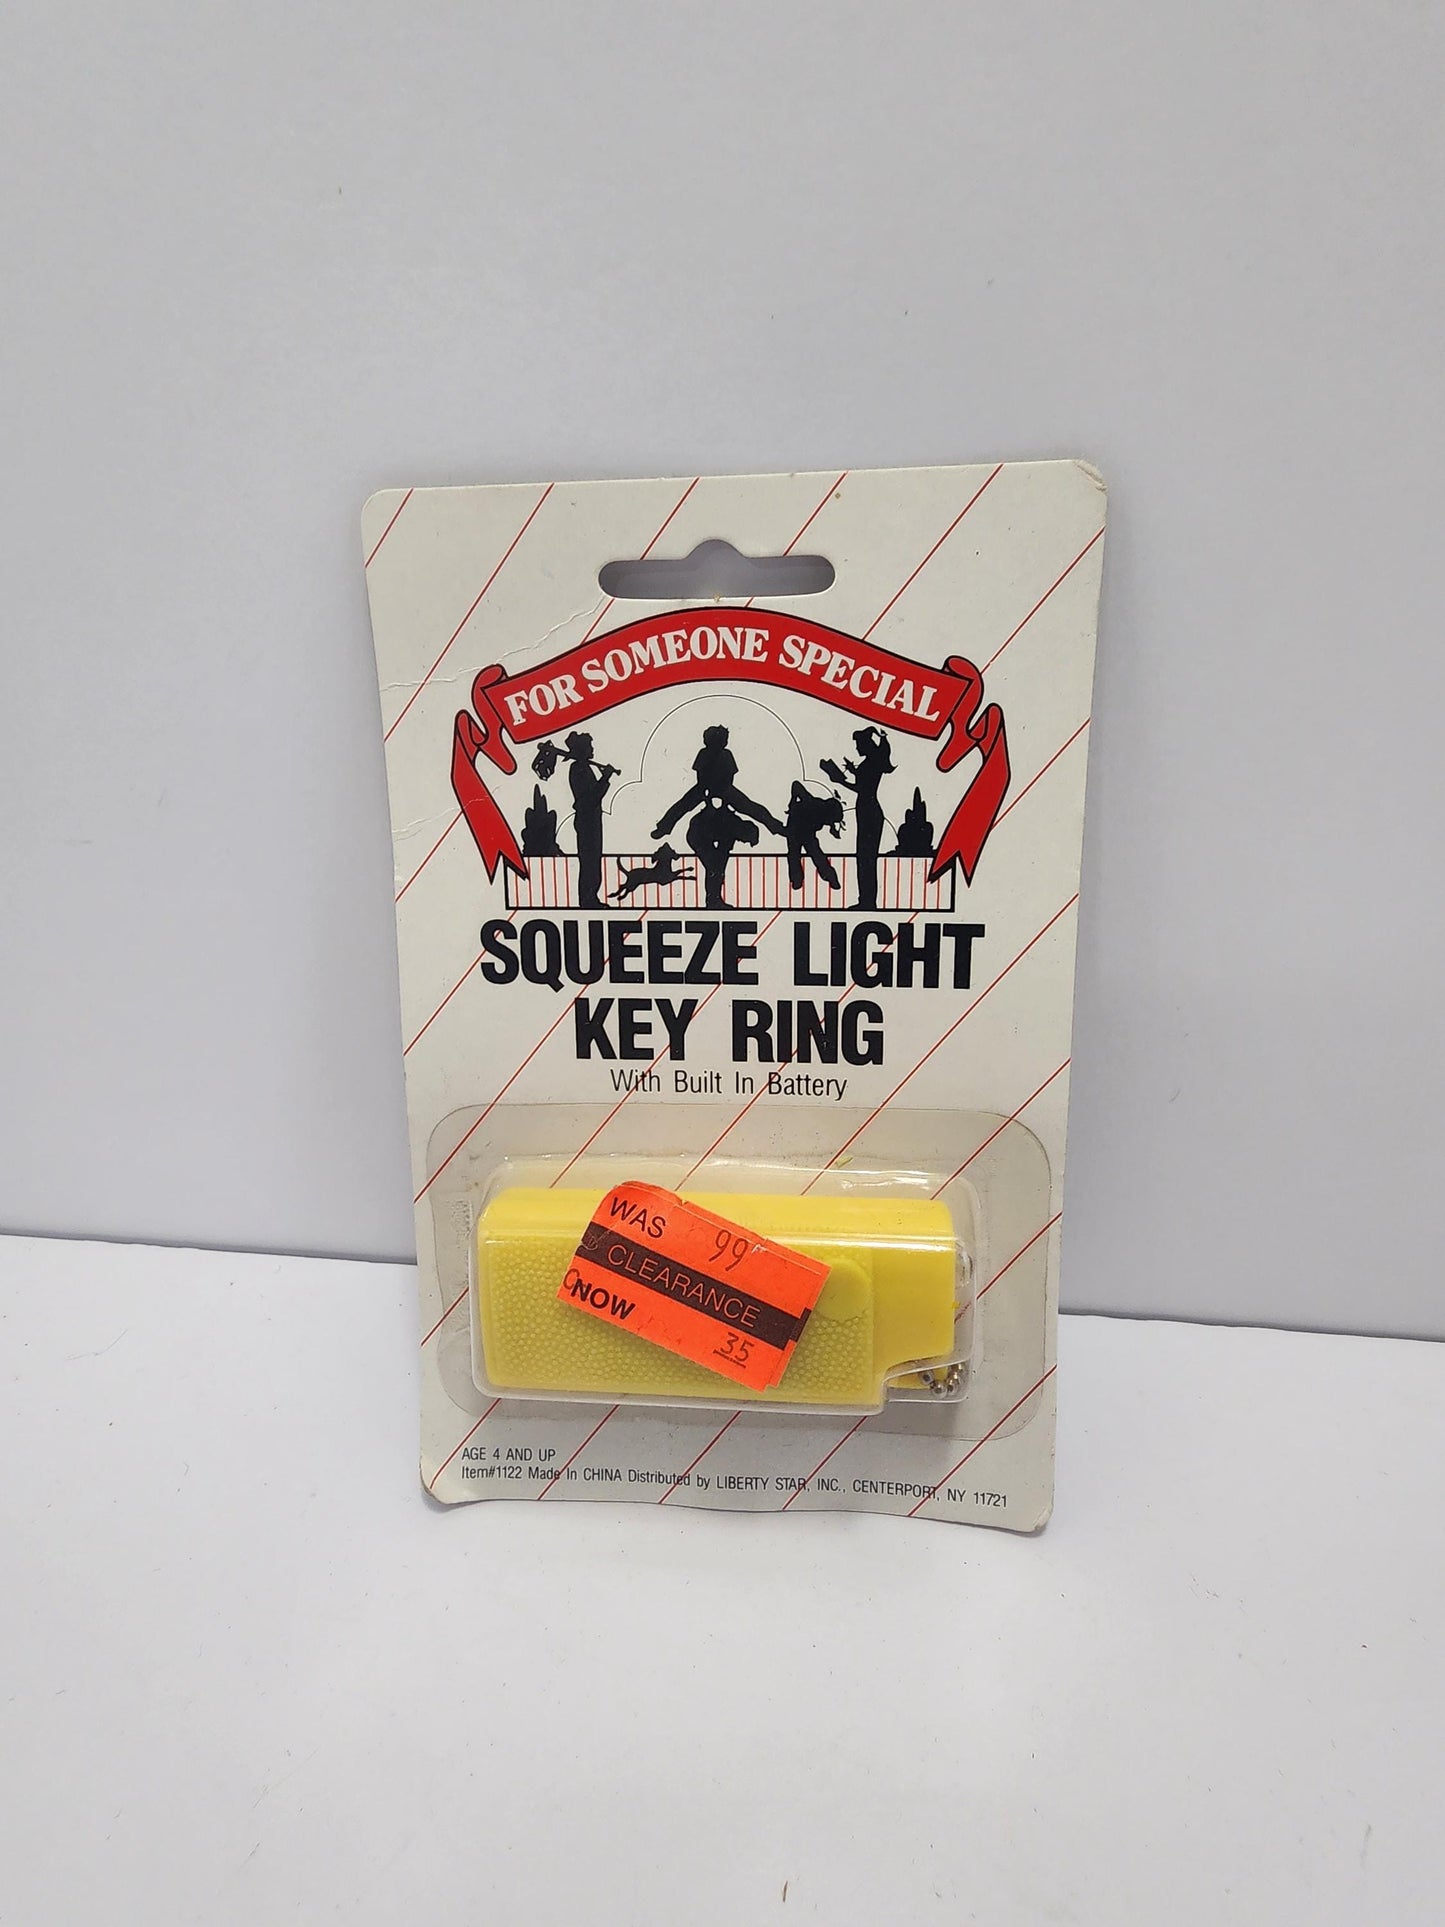 FOR SOMEONE SPECIAL
SQUEEZE LIGHT
KEY RING
With Built In Battery
WAS 99
CLEARANCE
NOW 35
AGE 4 AND UP
Item#1122 Made In CHINA Distributed by LIBERTY STAR, INC., CENTERPORT, NY 11721